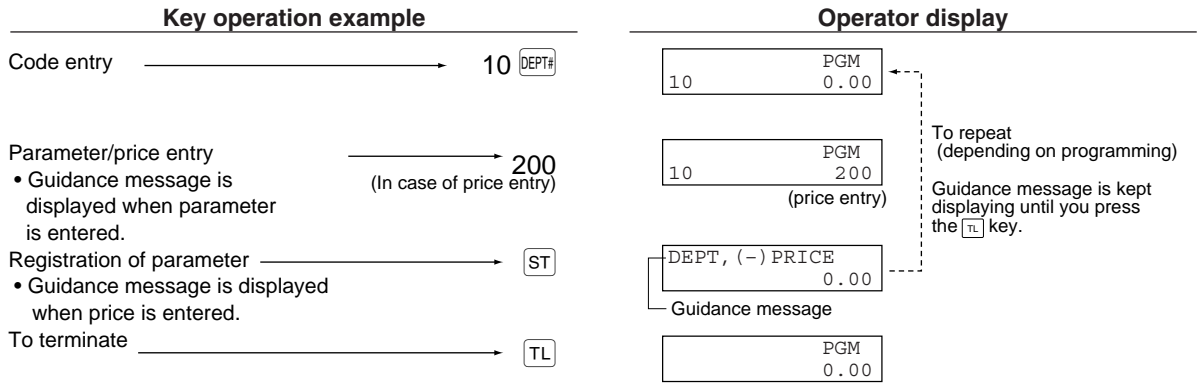 Key operation example
Operator display
Code entry
10 DEPT#
PGM
10 0.00
Parameter/price entry
• Guidance message is
displayed when parameter
is entered.
200
(In case of price entry)
PGM
10 200
(price entry)
To repeat
(depending on programming)
Guidance message is kept
displaying until you press
the TL key.
Registration of parameter
ST
• Guidance message is displayed
when price is entered.
DEPT,(-)PRICE
0.00
Guidance message
To terminate
TL
PGM
0.00